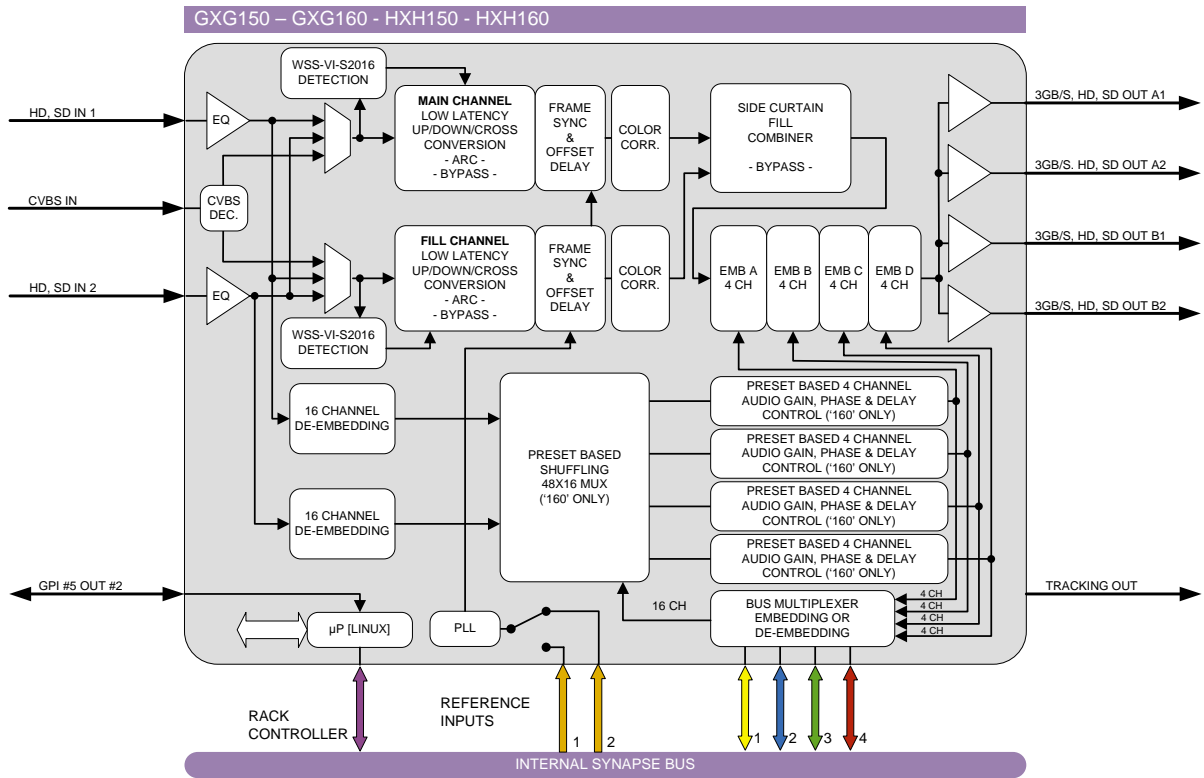 GXG150 – GXG160 - HXH150 - HXH160
HD, SD IN 1
CVBS IN
HD, SD IN 2
GPI #5 OUT #2
EQ
CVBS
DEC.
EQ
WSS-VI-S2016
DETECTION
WSS-VI-S2016
DETECTION
MAIN CHANNEL
LOW LATENCY
UP/DOWN/CROSS
CONVERSION
- ARC -
- BYPASS -
FRAME
SYNC
&
OFFSET
DELAY
COLOR
CORR.
SIDE CURTAIN
FILL
COMBINER
- BYPASS -
FILL CHANNEL
LOW LATENCY
UP/DOWN/CROSS
CONVERSION
- ARC -
- BYPASS -
FRAME
SYNC
&
OFFSET
DELAY
COLOR
CORR.
EMB A
4 CH
EMB B
4 CH
EMB C
4 CH
EMB D
4 CH
3GB/S, HD, SD OUT A1
3GB/S. HD, SD OUT A2
3GB/S, HD, SD OUT B1
3GB/S, HD, SD OUT B2
16 CHANNEL
DE-EMBEDDING
16 CHANNEL
DE-EMBEDDING
PRESET BASED
SHUFFLING
48X16 MUX
(‘160’ ONLY)
PRESET BASED 4 CHANNEL
AUDIO GAIN, PHASE & DELAY
CONTROL (‘160’ ONLY)
PRESET BASED 4 CHANNEL
AUDIO GAIN, PHASE & DELAY
CONTROL (‘160’ ONLY)
PRESET BASED 4 CHANNEL
AUDIO GAIN, PHASE & DELAY
CONTROL (‘160’ ONLY)
PRESET BASED 4 CHANNEL
AUDIO GAIN, PHASE & DELAY
CONTROL (‘160’ ONLY)
TRACKING OUT
16 CH
BUS MULTIPLEXER
EMBEDDING OR
DE-EMBEDDING
4 CH
4 CH
4 CH
4 CH
µP [LINUX]
PLL
RACK
CONTROLLER
REFERENCE
INPUTS
1
2
1
2
3
4
INTERNAL SYNAPSE BUS